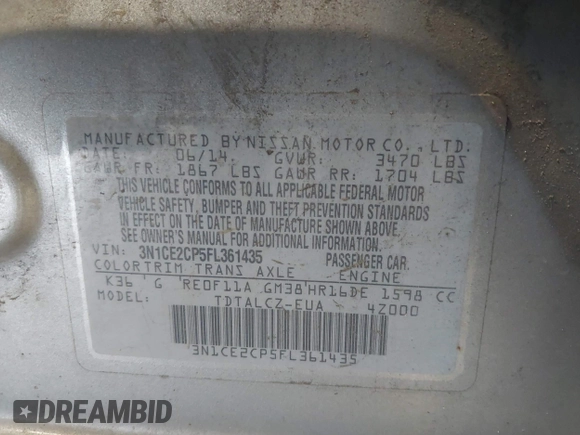 MANUFACTURED BY NISSAN MOTOR CO., LTD.
DATE: 06/14. GVWR: 3470 LBS
GAWR FR: 1867 LBS GAWR RR: 1704 LBS
THIS VEHICLE CONFORMS TO ALL APPLICABLE FEDERAL MOTOR
VEHICLE SAFETY, BUMPER AND THEFT PREVENTION STANDARDS
IN EFFECT ON THE DATE OF MANUFACTURE SHOWN ABOVE.
SEE OWNER'S MANUAL FOR ADDITIONAL INFORMATION.
VIN: 3N1CE2CP5FL361435 PASSENGER CAR
COLOR TRIM TRANS AXLE ENGINE
K36 G RE0F11A GM38 HR16DE 1598 CC
MODEL: TDTALCZ-EUA 4Z000
3N1CE2CP5FL361435
DREAMBID